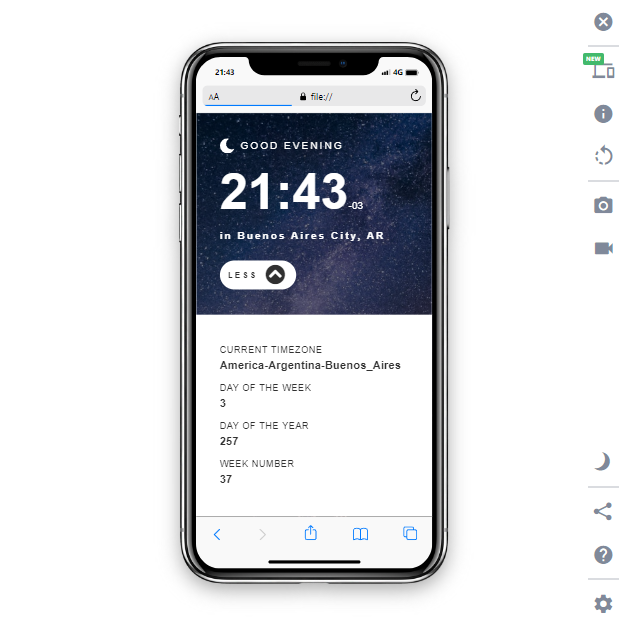 NEW
21:43
4G
AA
file://
GOOD EVENING
21:43-03
in Buenos Aires City, AR
LESS
CURRENT TIMEZONE
America-Argentina-Buenos_Aires
DAY OF THE WEEK
3
DAY OF THE YEAR
257
WEEK NUMBER
37